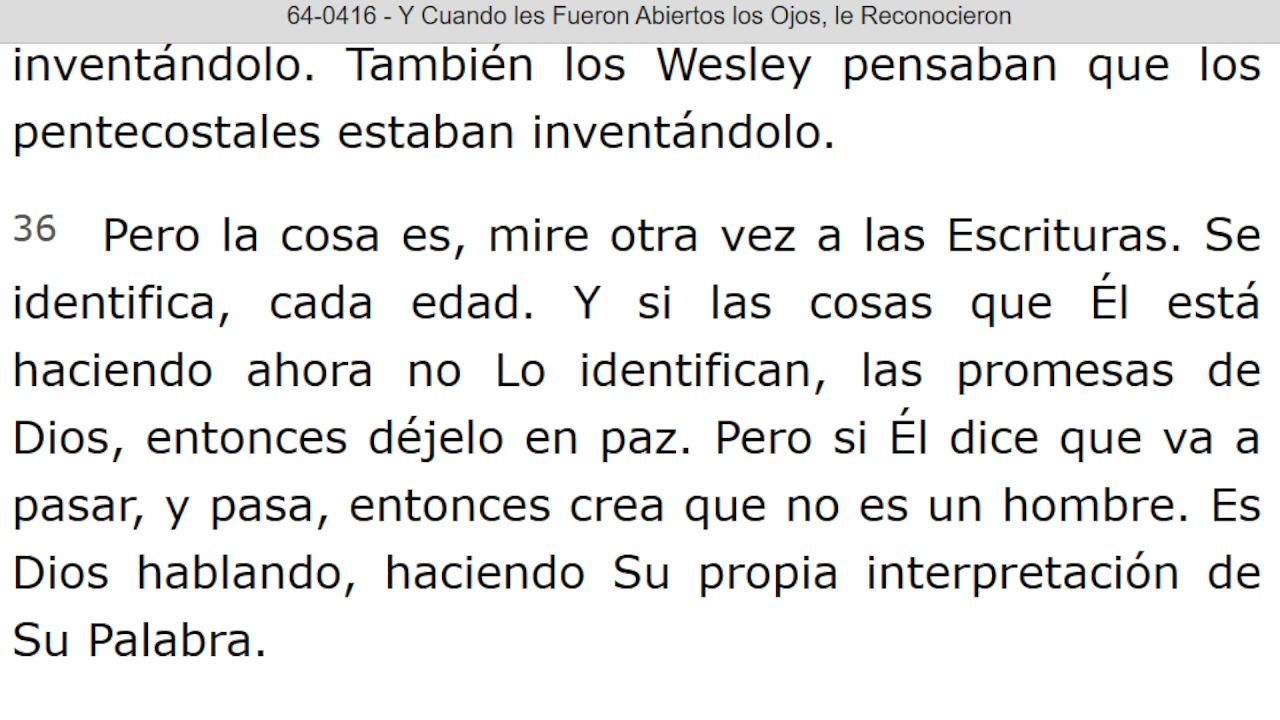 64-0416 - Y Cuando les Fueron Abiertos los Ojos, le Reconocieron
inventándolo. También los Wesley pensaban que los
pentecostales estaban inventándolo.
36 Pero la cosa es, mire otra vez a las Escrituras. Se
identifica, cada edad. Y si las cosas que Él está
haciendo ahora no Lo identifican, las promesas de
Dios, entonces déjelo en paz. Pero si Él dice que va a
pasar, y pasa, entonces crea que no es un hombre. Es
Dios hablando, haciendo Su propia interpretación de
Su Palabra.